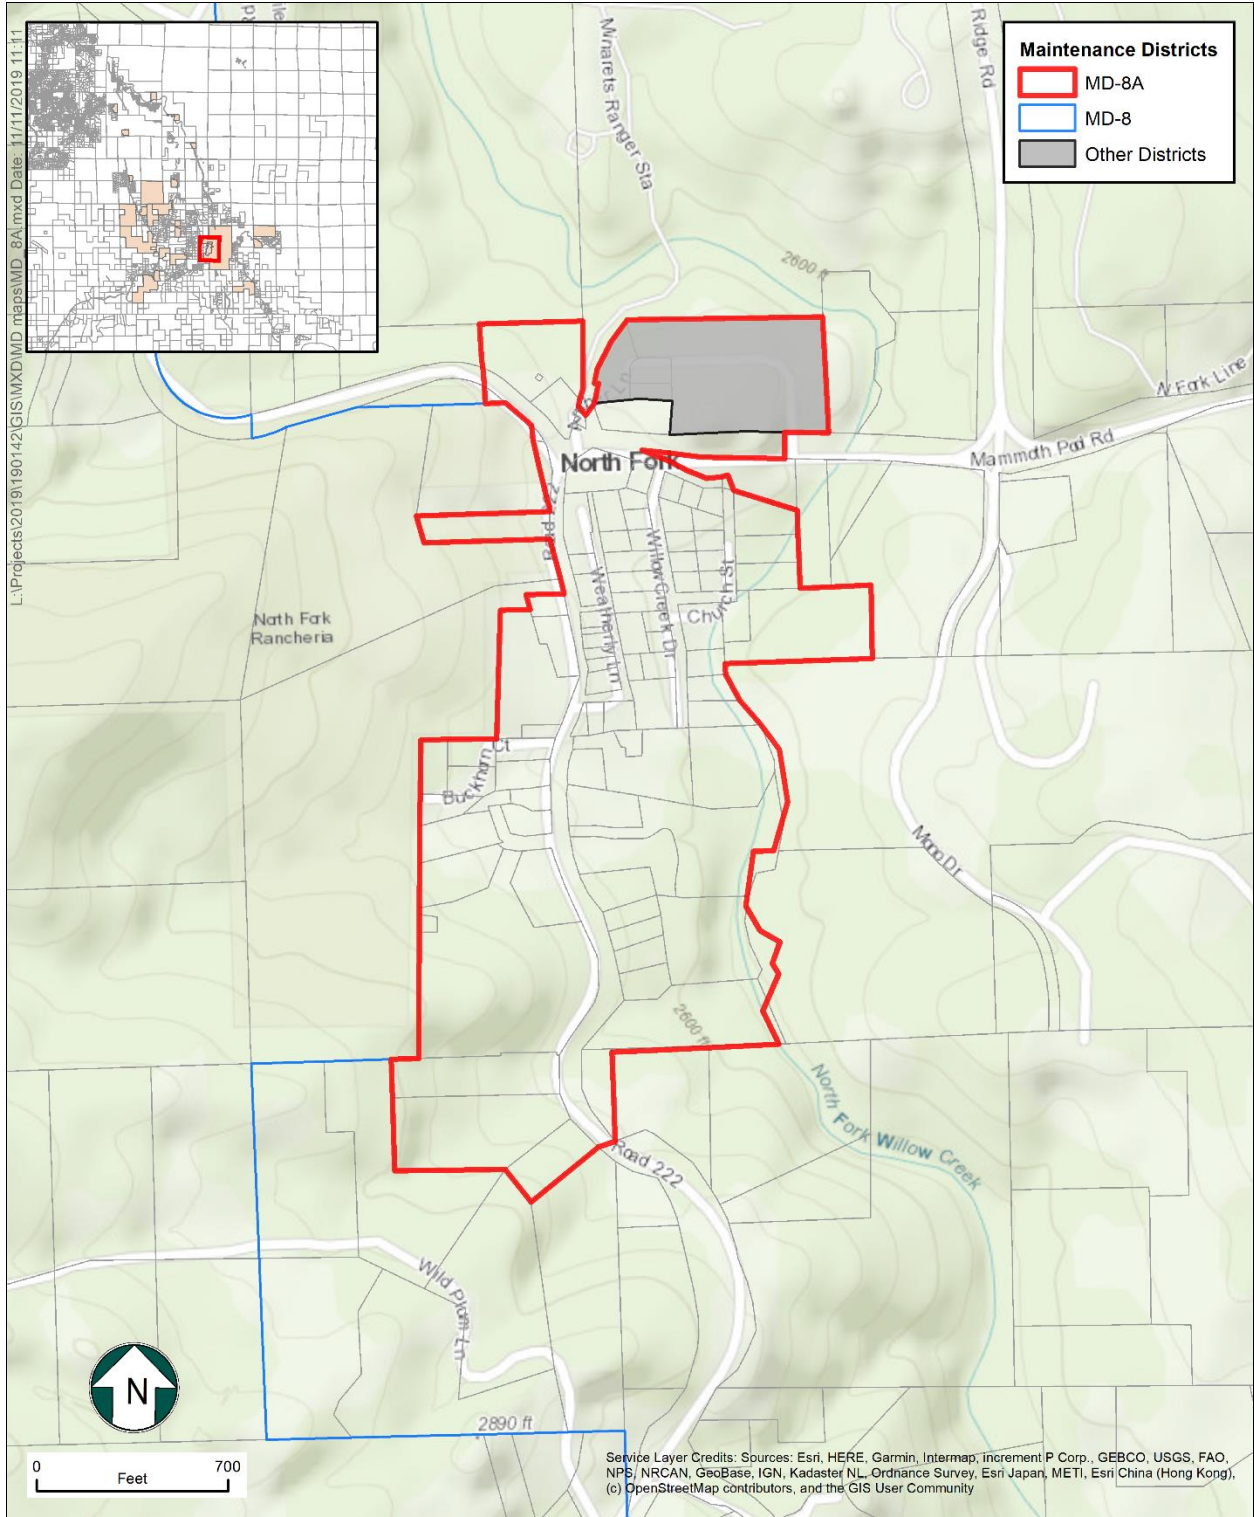 L:\Projects\2019\190142\GIS\MXD\MD maps\MD_8A.mxd Date: 11/11/2019 11:11
Maintenance Districts
MD-8A
MD-8
Other Districts
Minarets Ranger Sta
Ridge Rd
2600 ft
N Fork Line
Mammoth Pool Rd
North Fork
Road 222
Weatherly Ln
Willow Creek Dr
Church St
North Fork
Rancheria
Buckhorn Ct
Mono Dr
2600 ft
North Fork Willow Creek
Road 222
Wild Plum Ln
2890 ft
N
0 700
Feet
Service Layer Credits: Sources: Esri, HERE, Garmin, Intermap, increment P Corp., GEBCO, USGS, FAO,
NPS, NRCAN, GeoBase, IGN, Kadaster NL, Ordnance Survey, Esri Japan, METI, Esri China (Hong Kong),
(c) OpenStreetMap contributors, and the GIS User Community